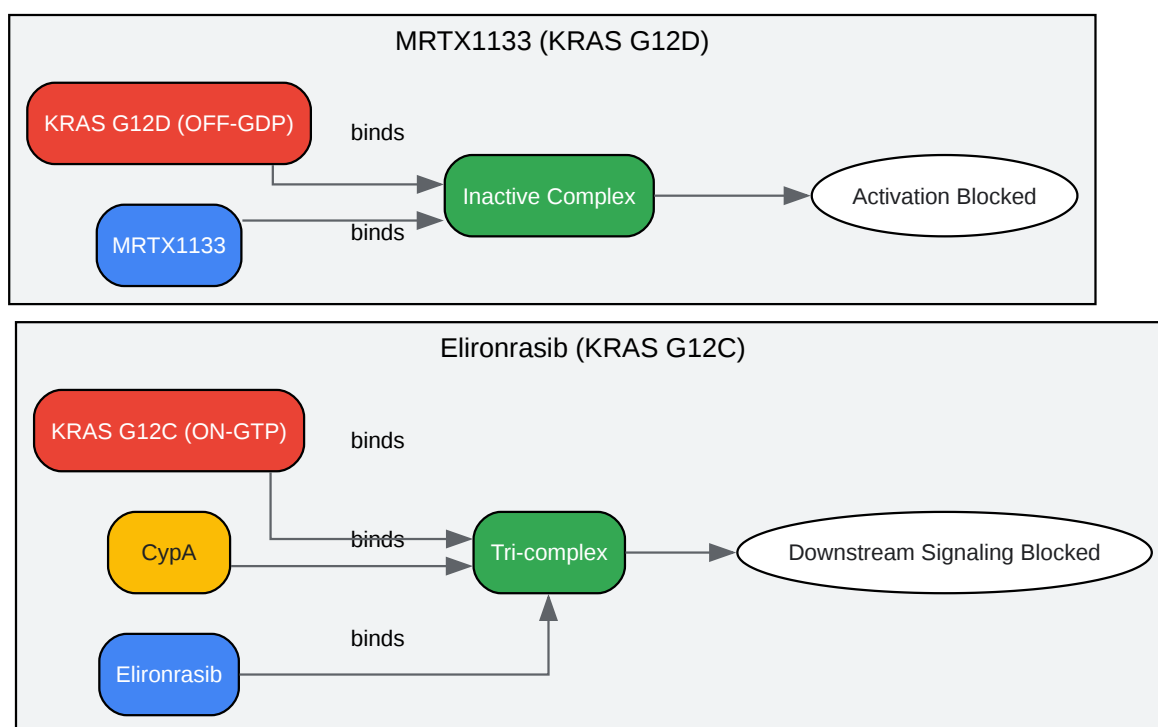 MRTX1133 (KRAS G12D)
KRAS G12D (OFF-GDP)
binds
Inactive Complex
Activation Blocked
MRTX1133
binds
Elironrasib (KRAS G12C)
KRAS G12C (ON-GTP)
binds
CypA
binds
Tri-complex
Downstream Signaling Blocked
Elironrasib
binds